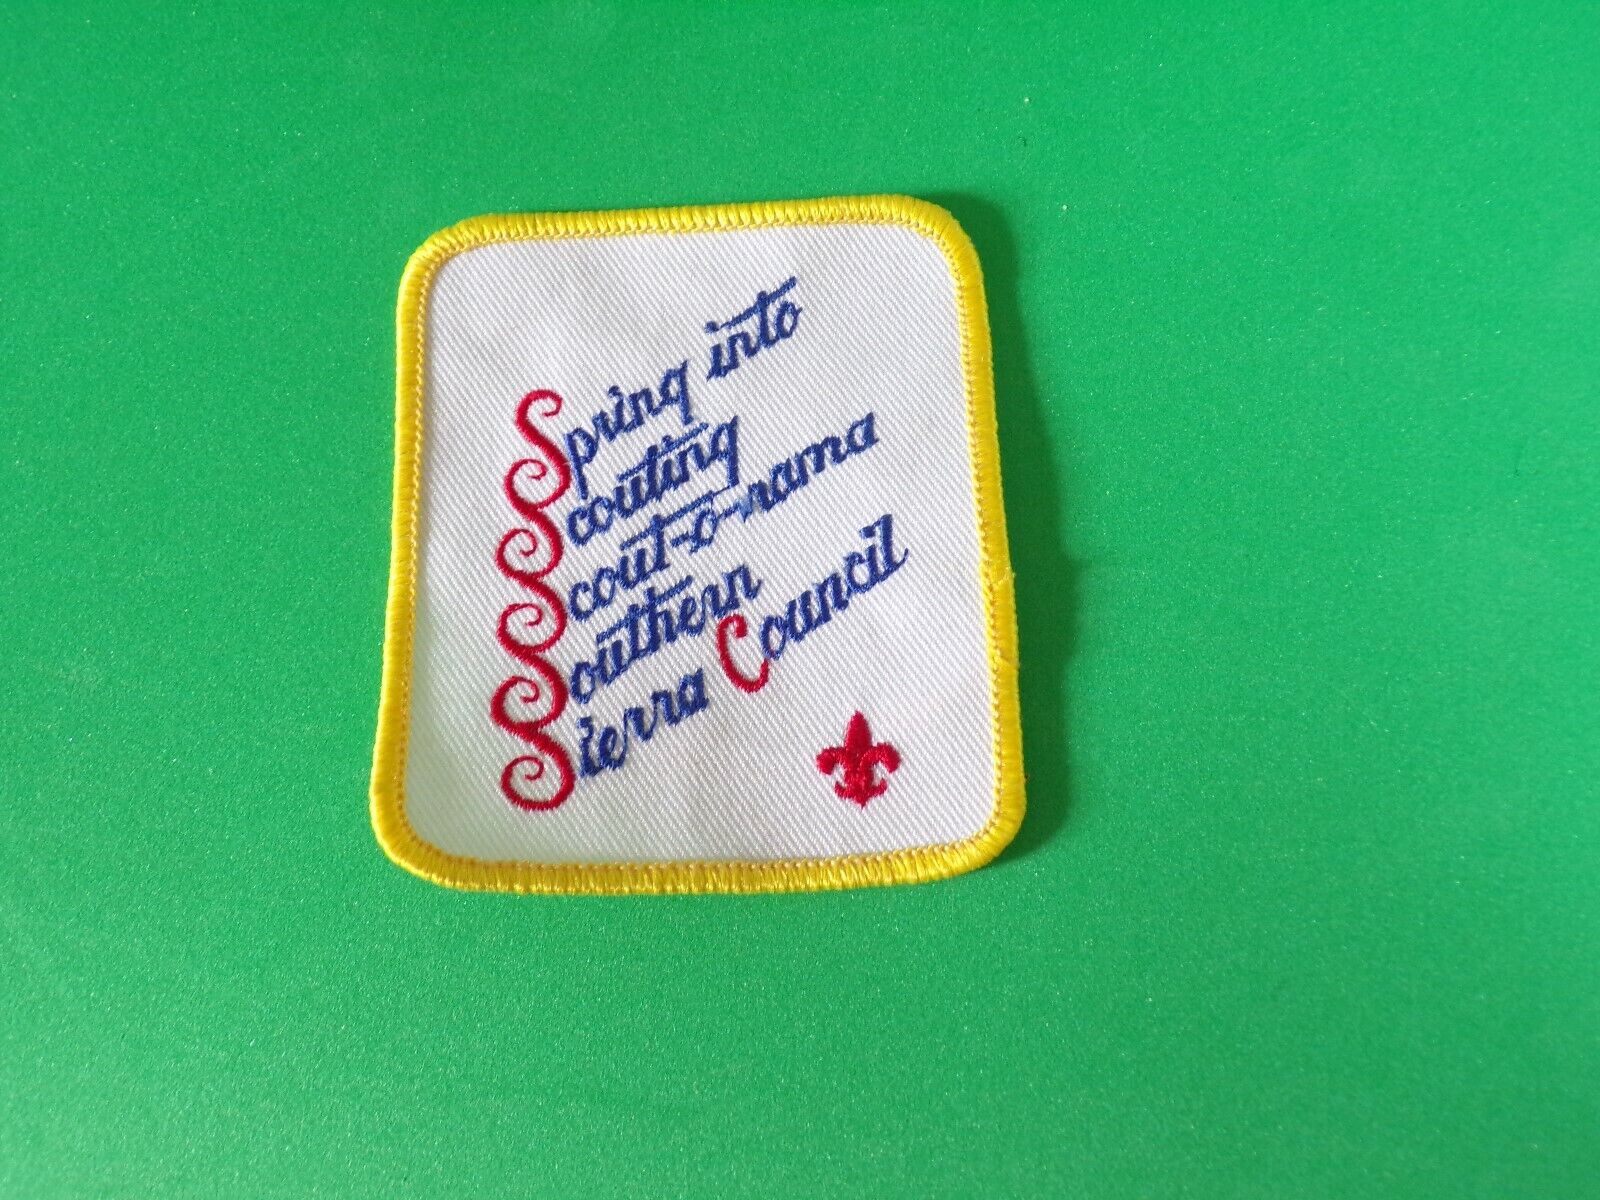 Spring into
Scouting
Scout-o-rama
Southern
Sierra Council